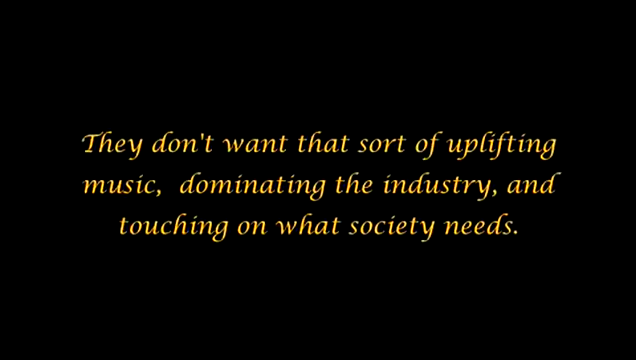 They don't want that sort of uplifting
music,  dominating the industry, and
touching on what society needs.